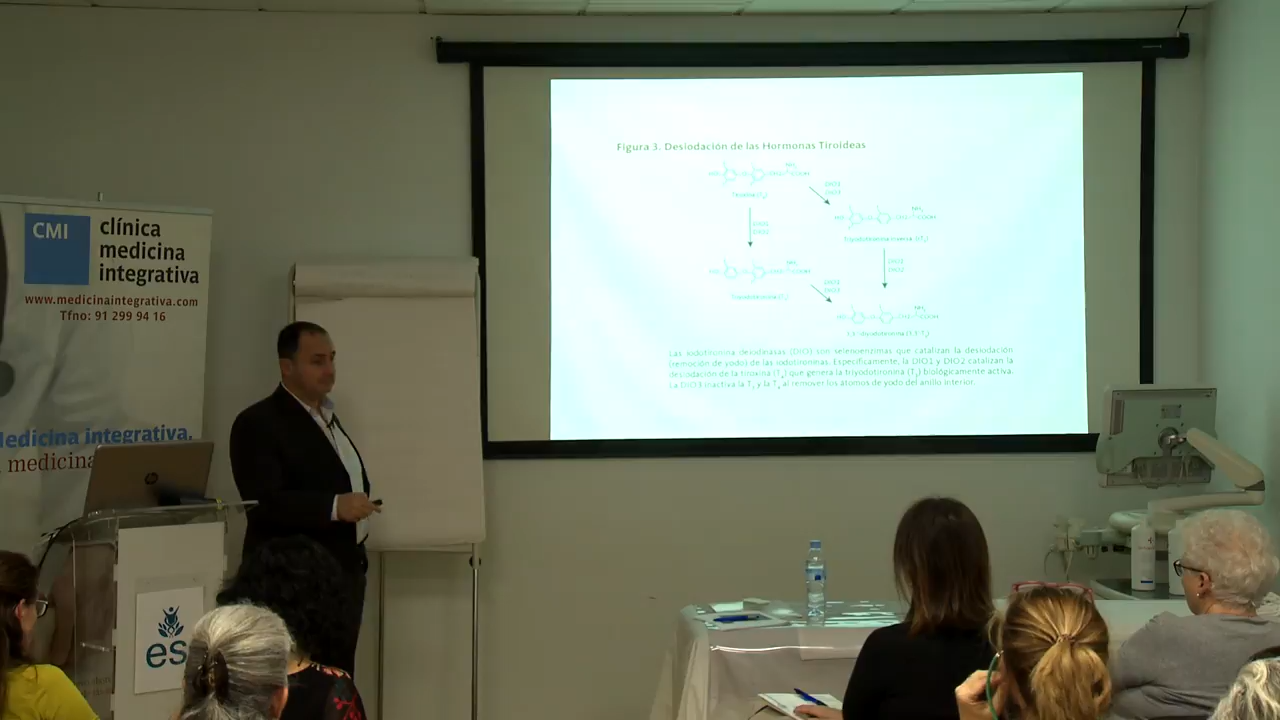 CMI
clínica
medicina
integrativa
www.medicinaintegrativa.com
Tfno: 91 299 94 16
edicina integrativa.
medicina
es
Figura 3. Desiodación de las Hormonas Tiroideas
Las iodotironina deiodinasas (DIO) son selenoenzimas que catalizan la desiodación
(remoción de yodo) de las iodotironinas. Específicamente, la DIO1 y DIO2 catalizan la
desiodación de la tiroxina (T4) que genera la triyodotironina (T3) biológicamente activa.
La DIO3 inactiva la T3 y la T4 al remover los átomos de yodo del anillo interior.